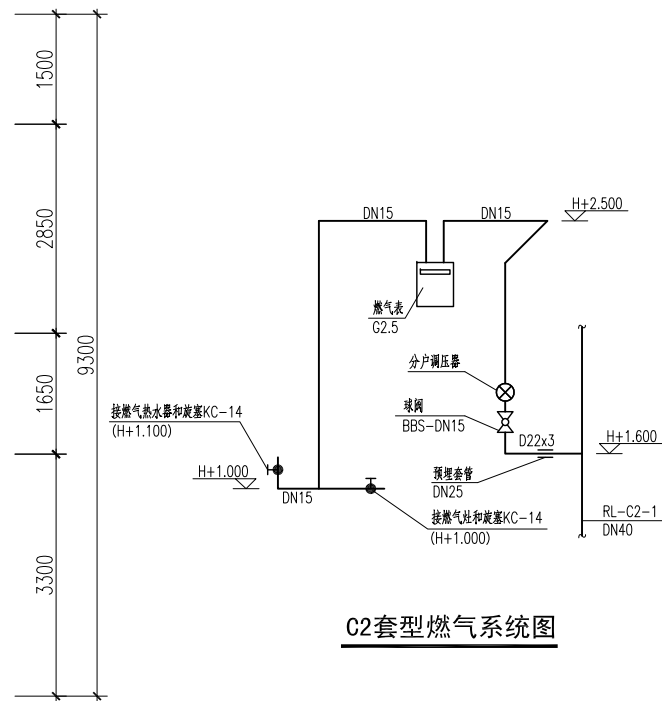 1500
2850
9300
1650
3300
DN15
DN15
H+2.500
燃气表
G2.5
分户调压器
球阀
BBS-DN15
接燃气热水器和旋塞KC-14
(H+1.100)
D22x3
H+1.600
H+1.000
预埋套管
DN25
DN15
接燃气灶和旋塞KC-14
(H+1.000)
RL-C2-1
DN40
C2套型燃气系统图